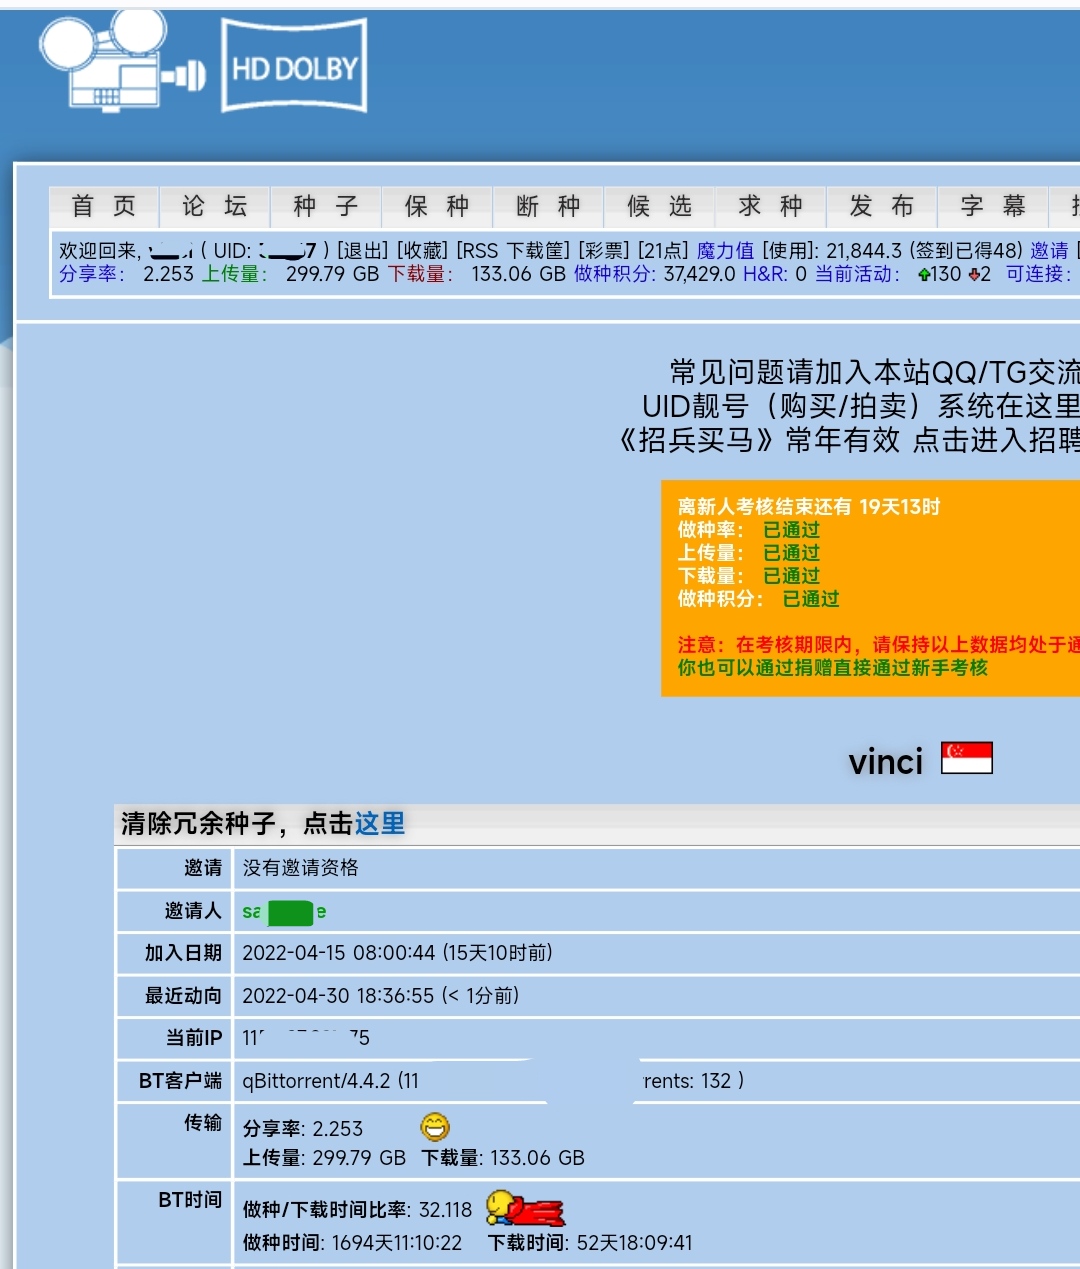 HD DOLBY
首 页 论 坛 种 子 保 种 断 种 候 选 求 种 发 布 字 幕
欢迎回来, ( UID: 7 ) [退出] [收藏] [RSS 下载筐] [彩票] [21点] 魔力值 [使用]: 21,844.3 (签到已得48) 邀请 [
分享率: 2.253 上传量: 299.79 GB 下载量: 133.06 GB 做种积分: 37,429.0 H&R: 0 当前活动: 130 2 可连接:
常见问题请加入本站QQ/TG交流
UID靓号（购买/拍卖）系统在这里
《招兵买马》常年有效 点击进入招聘
离新人考核结束还有 19天13时
做种率: 已通过
上传量: 已通过
下载量: 已通过
做种积分: 已通过
注意：在考核期限内，请保持以上数据均处于通
你也可以通过捐赠直接通过新手考核
vinci
清除冗余种子，点击这里
邀请 没有邀请资格
邀请人 sa e
加入日期 2022-04-15 08:00:44 (15天10时前)
最近动向 2022-04-30 18:36:55 (< 1分前)
当前IP 11 75
BT客户端 qBittorrent/4.4.2 (11 rents: 132 )
传输 分享率: 2.253
上传量: 299.79 GB 下载量: 133.06 GB
BT时间 做种/下载时间比率: 32.118
做种时间: 1694天11:10:22 下载时间: 52天18:09:41